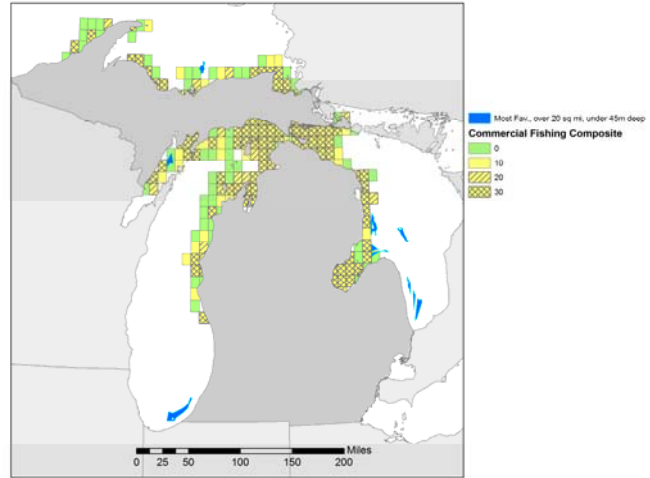 Most Fav., over 20 sq mi, under 45m deep
Commercial Fishing Composite
0
10
20
30
Miles
0 25 50 100 150 200